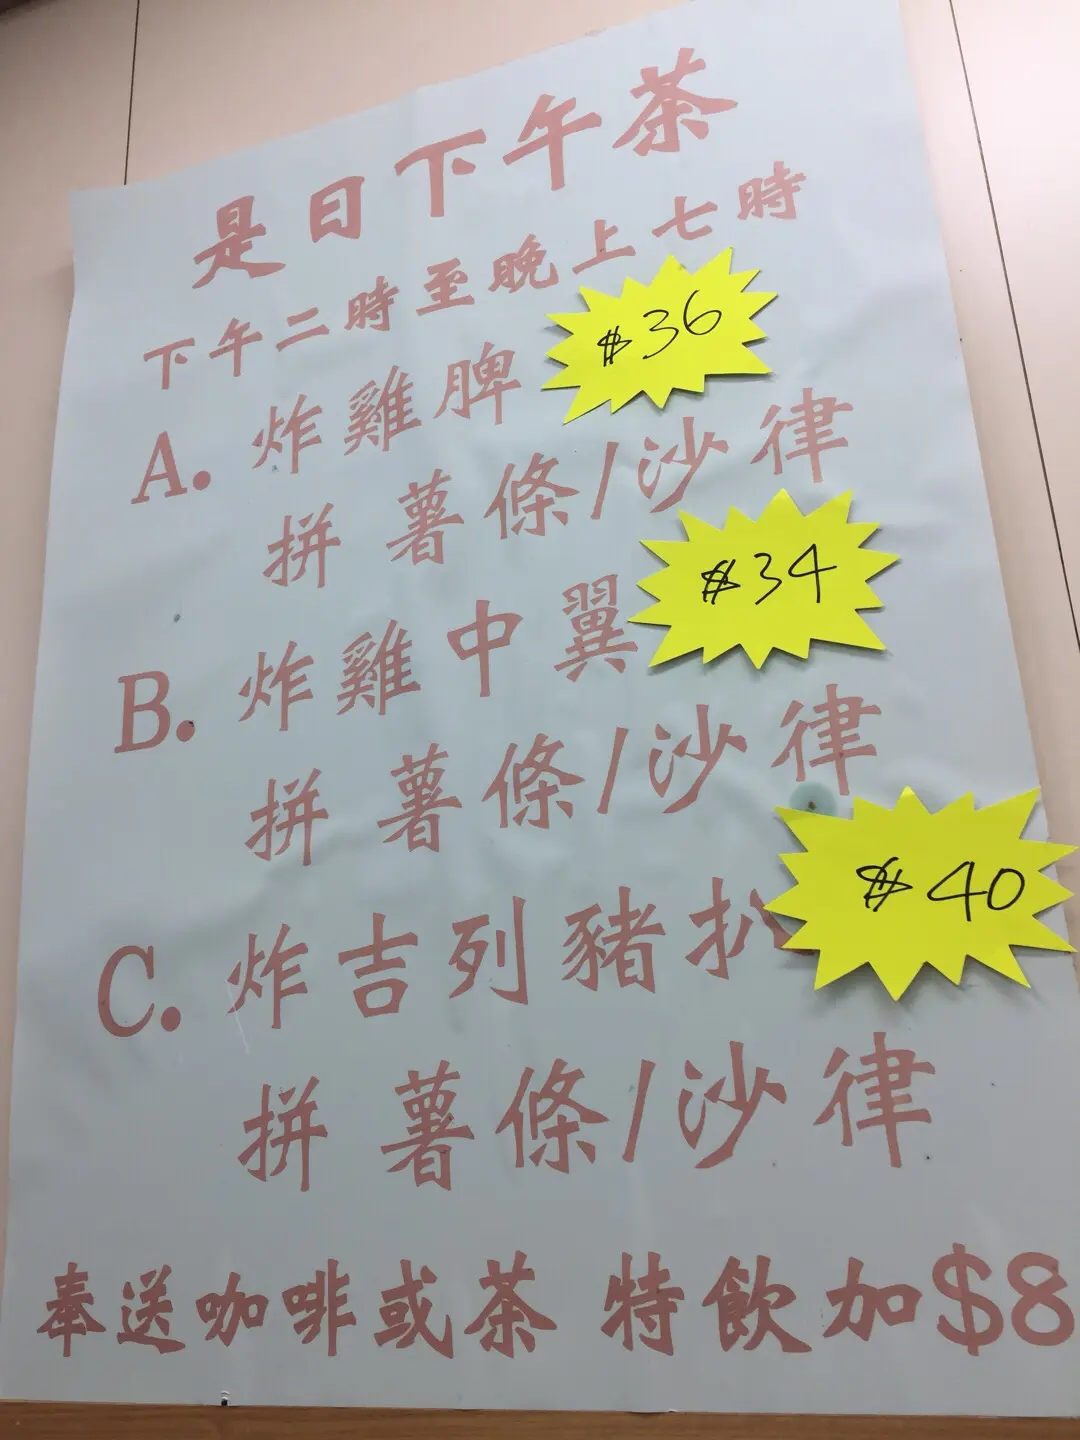 是日下午茶
下午二時至晚上七時
A. 炸雞脾 $36
拼薯條/沙律
B. 炸雞中翼 $34
拼薯條/沙律
C. 炸吉列豬扒 $40
拼薯條/沙律
奉送咖啡或茶 特飲加$8